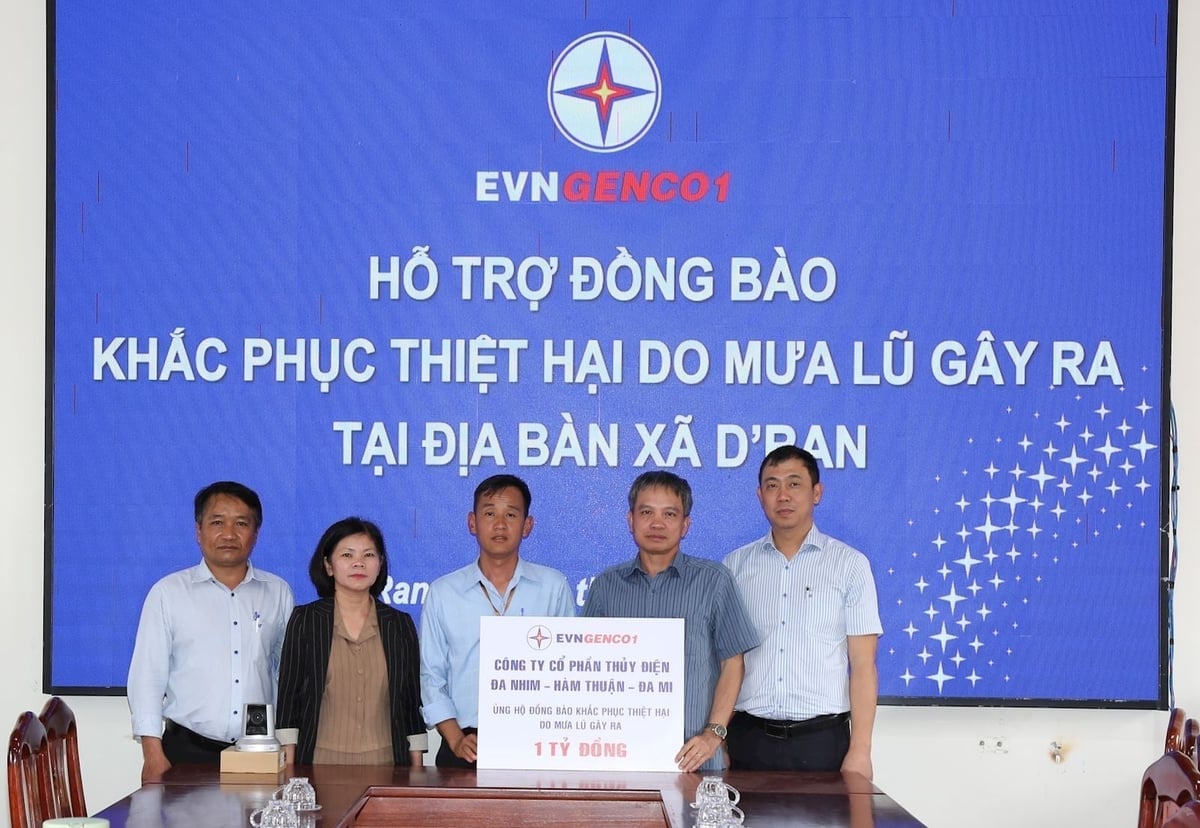 EVNGENCO1
HỖ TRỢ ĐỒNG BÀO
KHẮC PHỤC THIỆT HẠI DO MƯA LŨ GÂY RA
TẠI ĐỊA BÀN XÃ D'RAN
EVNGENCO1
CÔNG TY CỔ PHẦN THỦY ĐIỆN
ĐA NHIM – HÀM THUẬN – ĐA MI
ỦNG HỘ ĐỒNG BÀO KHẮC PHỤC THIỆT HẠI
DO MƯA LŨ GÂY RA
1 TỶ ĐỒNG